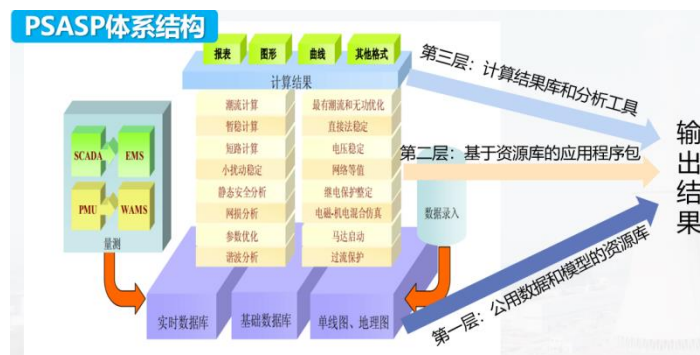 PSASP体系结构
报表
图形
曲线
其他格式
计算结果
潮流计算
暂稳计算
短路计算
小扰动稳定
静态安全分析
网损分析
参数优化
谐波分析
最有潮流和无功优化
直接法稳定
电压稳定
网络等值
继电保护整定
电磁-机电混合仿真
马达启动
过流保护
SCADA
EMS
PMU
WAMS
量测
数据录入
实时数据库
基础数据库
单线图、地理图
第三层：计算结果库和分析工具
第二层：基于资源库的应用程序包
第一层：公用数据和模型的资源库
输出结果